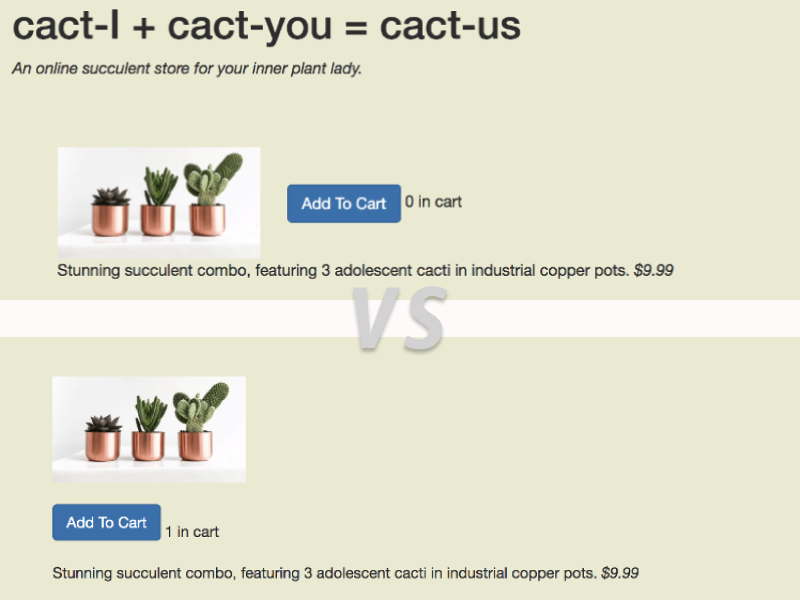 cact-I + cact-you = cact-us
An online succulent store for your inner plant lady.
Add To Cart 0 in cart
Stunning succulent combo, featuring 3 adolescent cacti in industrial copper pots. $9.99
VS
Add To Cart 1 in cart
Stunning succulent combo, featuring 3 adolescent cacti in industrial copper pots. $9.99